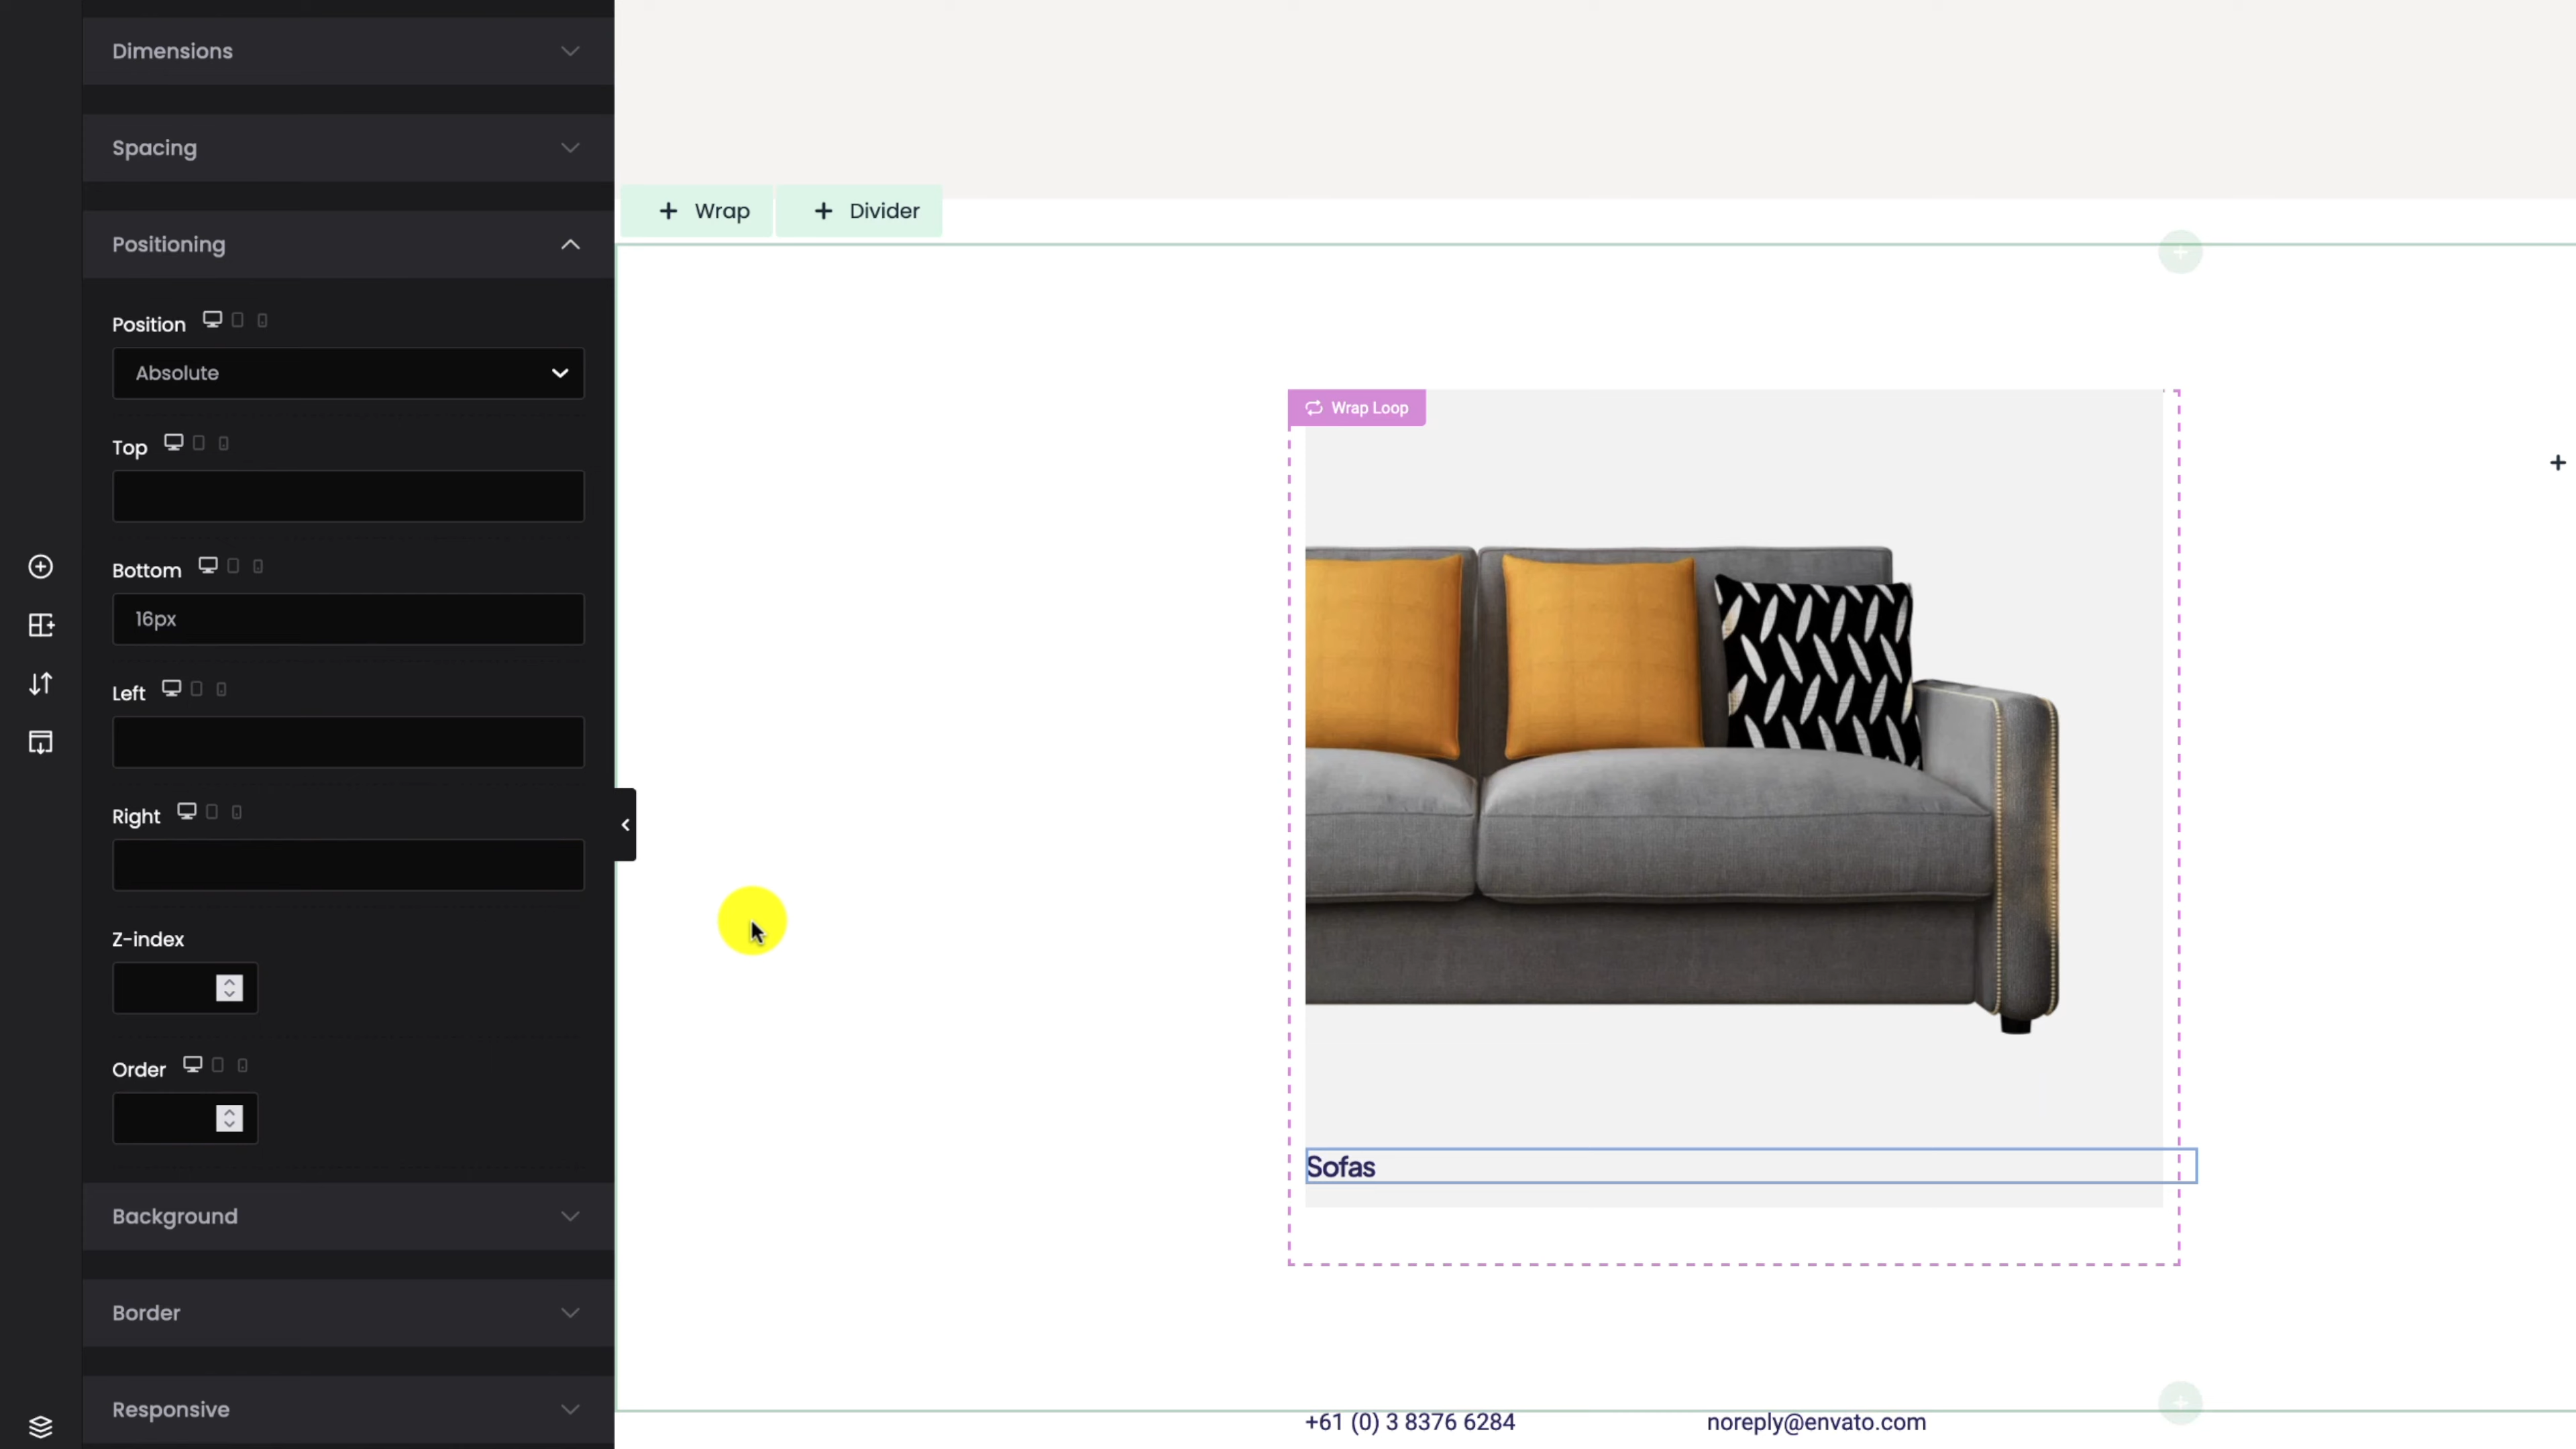 Dimensions
Spacing
Positioning
Position
Absolute
Top
Bottom
16px
Left
Right
Z-index
Order
Background
Border
Responsive
+ Wrap
+ Divider
Wrap Loop
Sofas
+61 (0) 3 8376 6284
noreply@envato.com